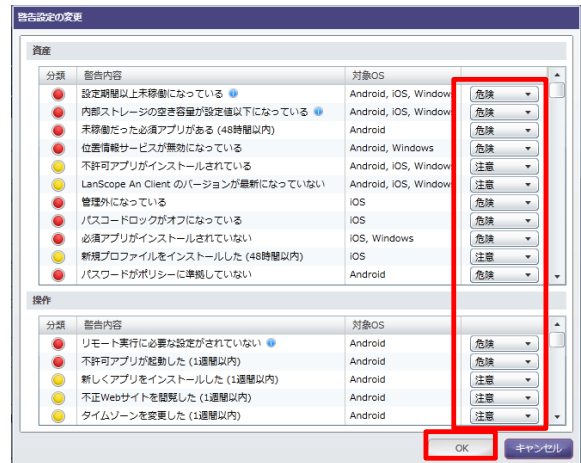 警告設定の変更
資産
分類 警告内容 対象OS
設定期間以上未稼働になっている Android, iOS, Window 危険
内部ストレージの空き容量が設定値以下になっている Android, iOS, Window 危険
未稼働だった必須アプリがある (48時間以内) Android 危険
位置情報サービスが無効になっている Android, Windows 危険
不許可アプリがインストールされている Android, iOS, Window 注意
LanScope An Client のバージョンが最新になっていない Android, iOS, Window 注意
管理外になっている iOS 危険
パスコードロックがオフになっている iOS 危険
必須アプリがインストールされていない iOS, Windows 危険
新規プロファイルをインストールした (48時間以内) iOS 注意
パスワードがポリシーに準拠していない Android 危険
操作
分類 警告内容 対象OS
リモート実行に必要な設定がされていない Android 危険
不許可アプリが起動した (1週間以内) Android 危険
新しくアプリをインストールした (1週間以内) Android 注意
不正Webサイトを閲覧した (1週間以内) Android 注意
タイムゾーンを変更した (1週間以内) Android 注意
OK キャンセル